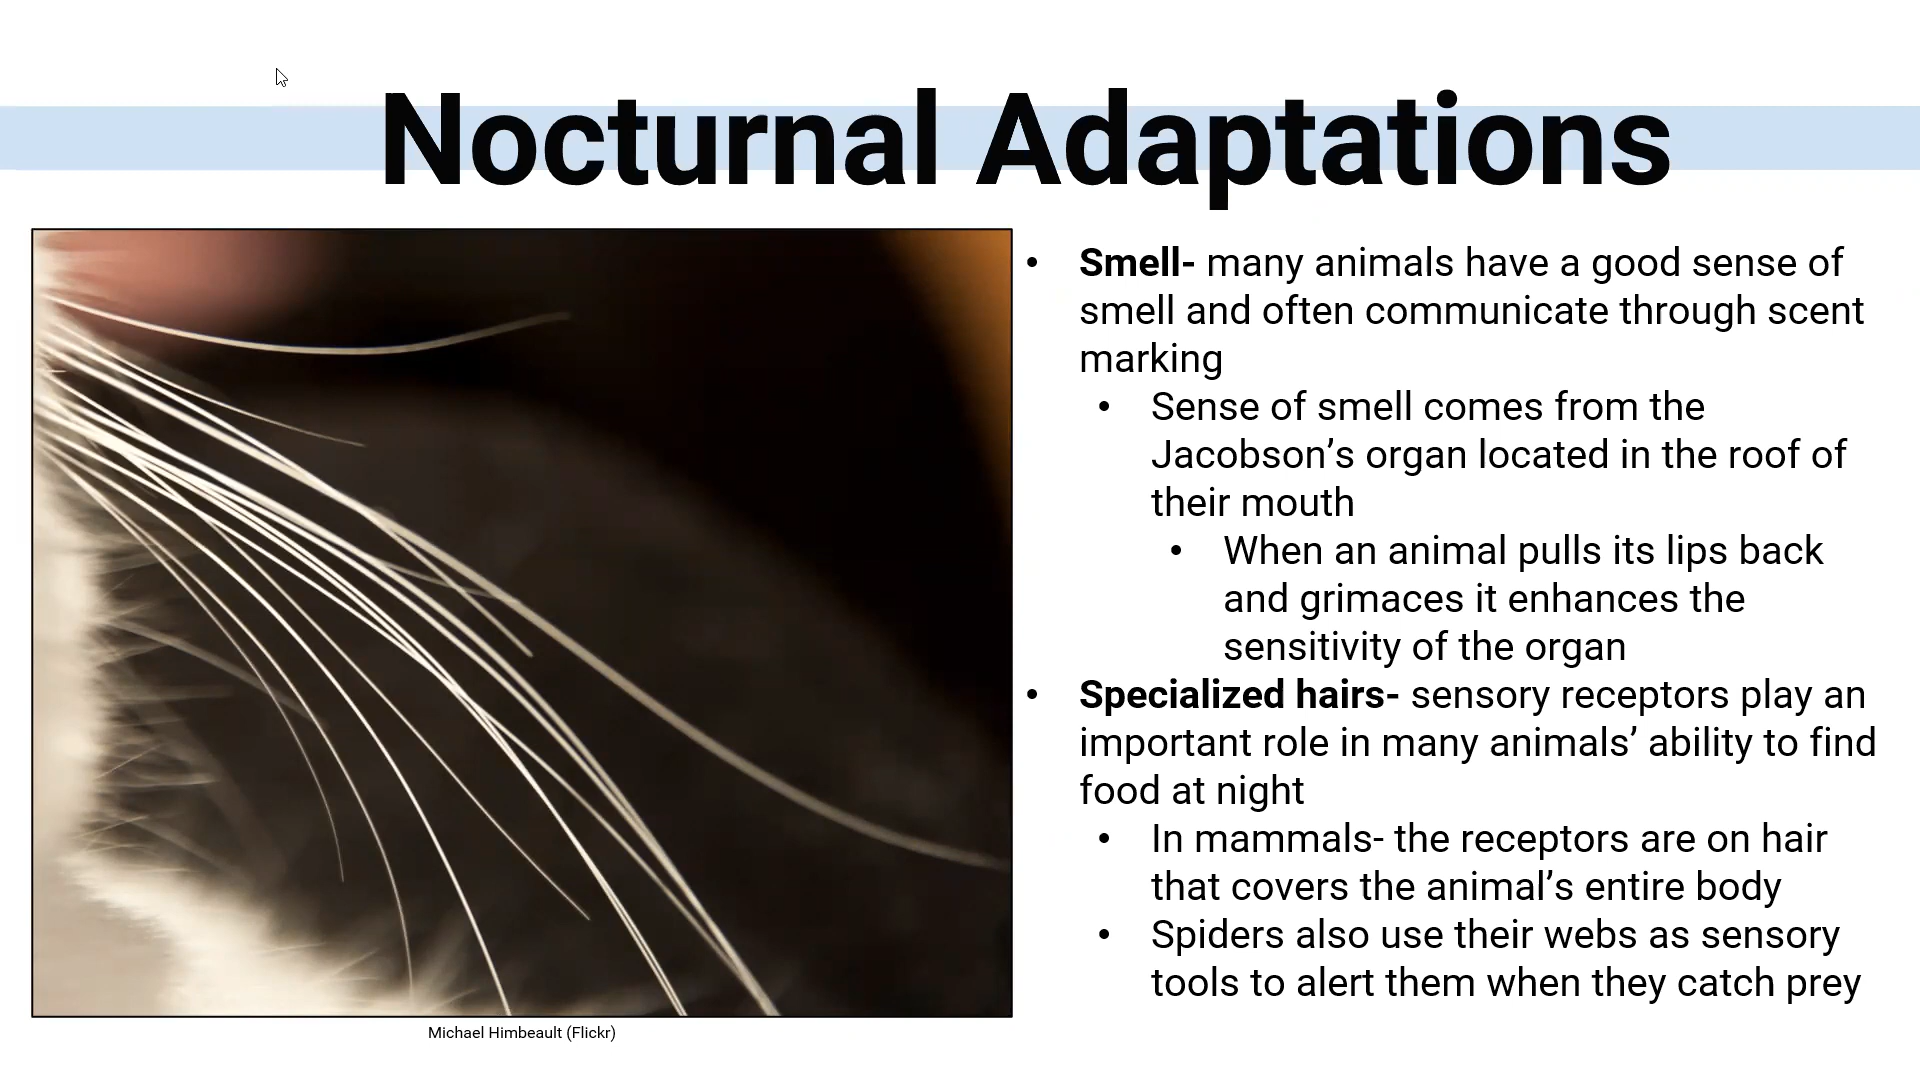 Nocturnal Adaptations
• Smell- many animals have a good sense of
smell and often communicate through scent
marking
• Sense of smell comes from the
Jacobson’s organ located in the roof of
their mouth
• When an animal pulls its lips back
and grimaces it enhances the
sensitivity of the organ
• Specialized hairs- sensory receptors play an
important role in many animals’ ability to find
food at night
• In mammals- the receptors are on hair
that covers the animal’s entire body
• Spiders also use their webs as sensory
tools to alert them when they catch prey
Michael Himbeault (Flickr)